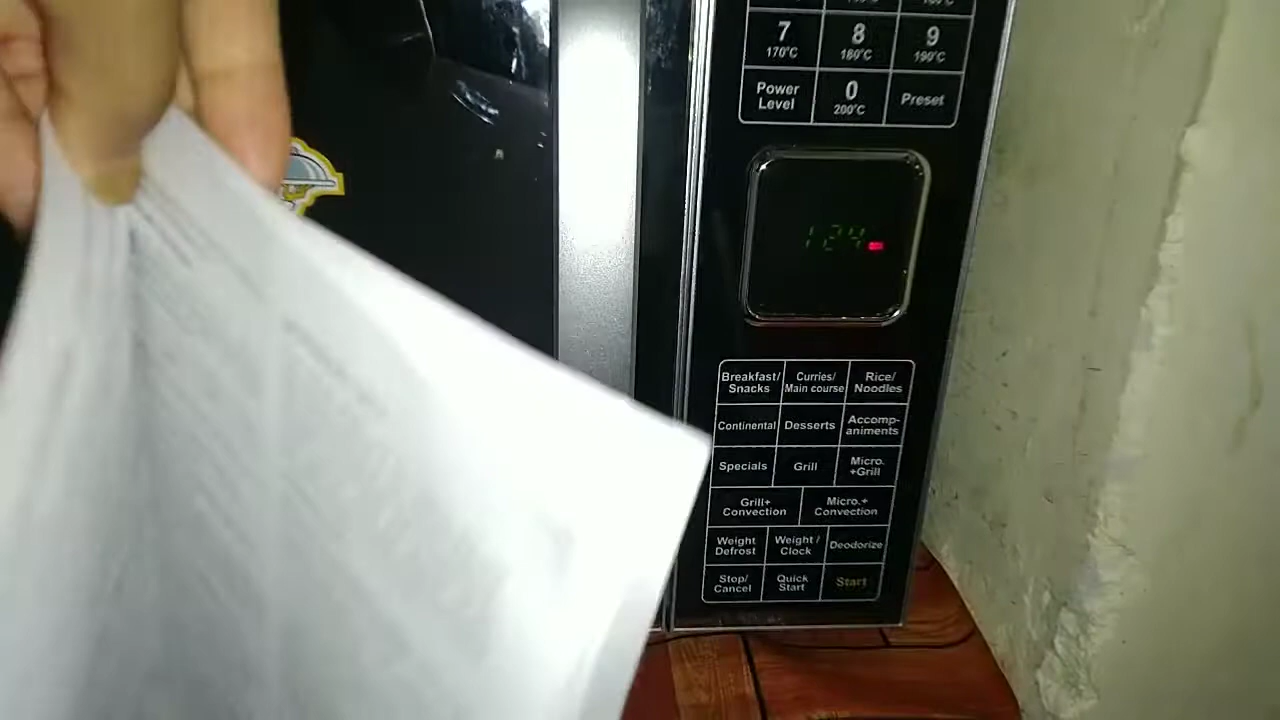 7 8 9
170°C 180°C 190°C
Power
Level
0
200°C
Preset
Breakfast/
Snacks
Curries/
Main course
Rice/
Noodles
Continental
Desserts
Accomp-
animents
Specials
Grill
Micro.
+Grill
Grill+
Convection
Micro.+
Convection
Weight
Defrost
Weight /
Clock
Deodorize
Stop/
Cancel
Quick
Start
Start